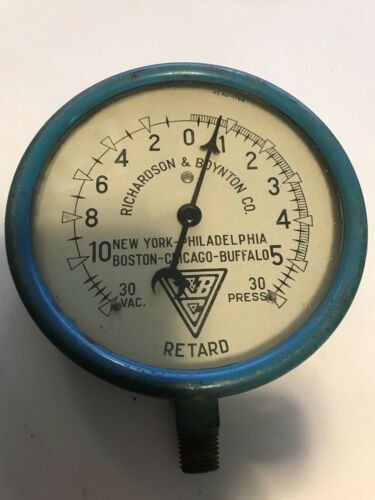 4 2 0 1 2
6 3
8 4
10 5
RICHARDSON & BOYNTON CO.
NEW YORK-PHILADELPHIA
BOSTON-CHICAGO-BUFFALO
30 30
VAC. PRESS.
RETARD